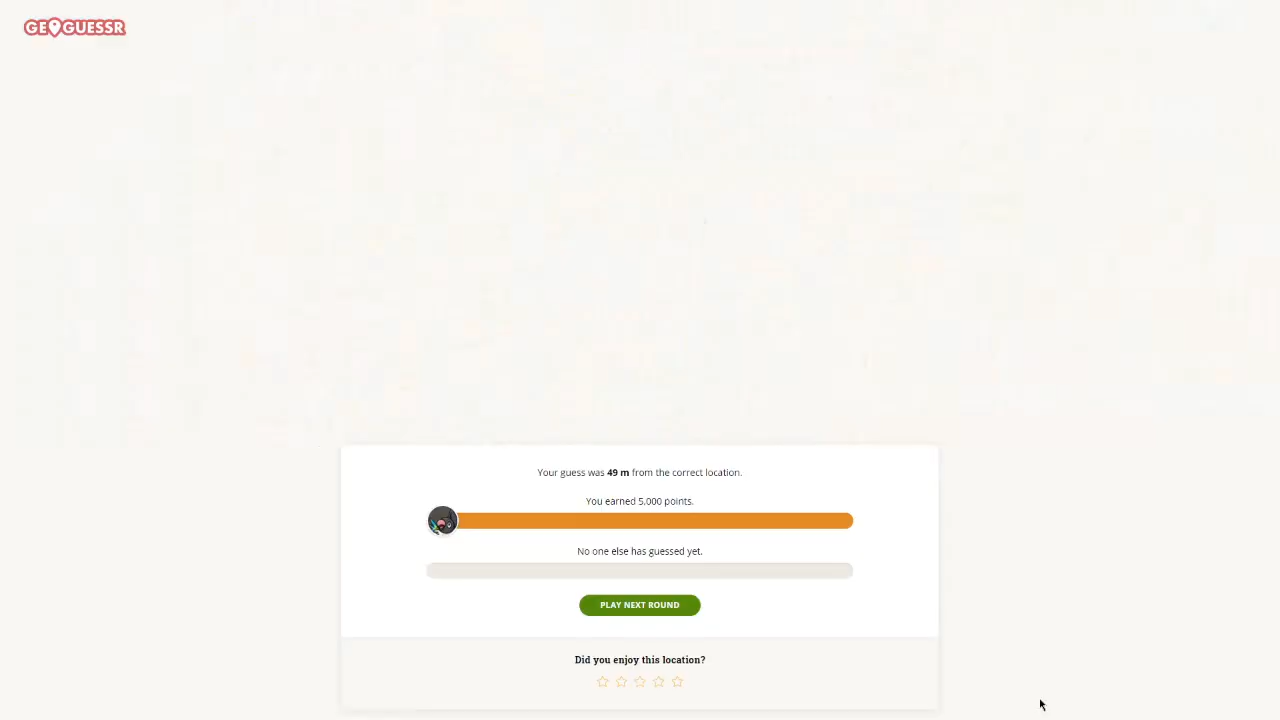 GEOGUESSR
Your guess was 49 m from the correct location.
You earned 5,000 points.
No one else has guessed yet.
PLAY NEXT ROUND
Did you enjoy this location?